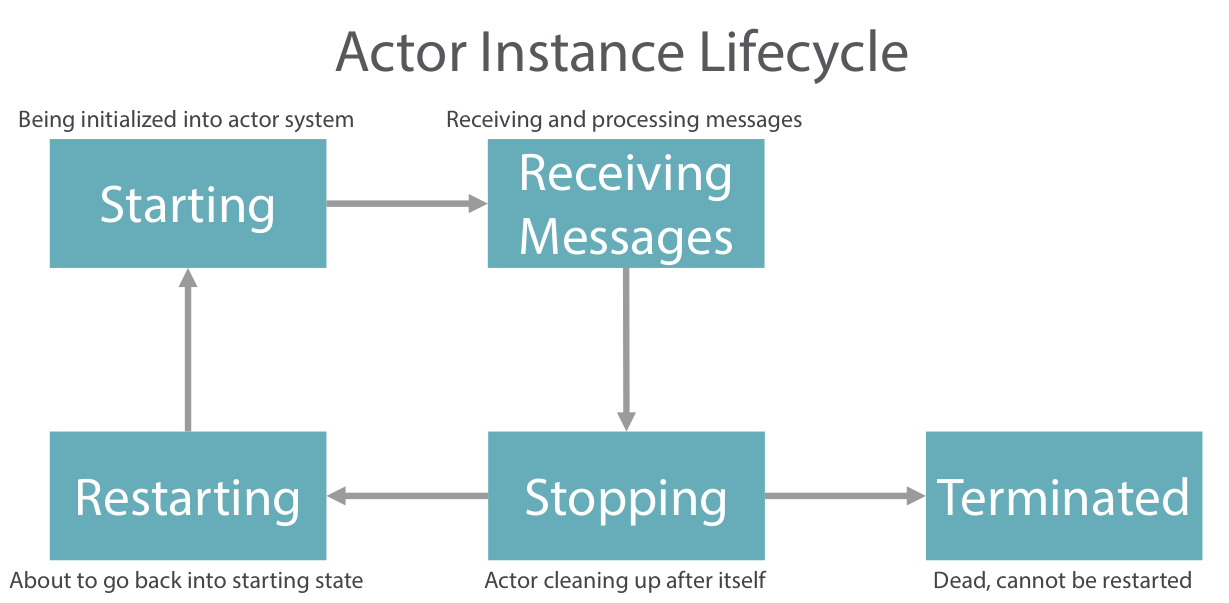 Actor Instance Lifecycle
Being initialized into actor system
Receiving and processing messages
Starting
Receiving
Messages
Restarting
Stopping
Terminated
About to go back into starting state
Actor cleaning up after itself
Dead, cannot be restarted